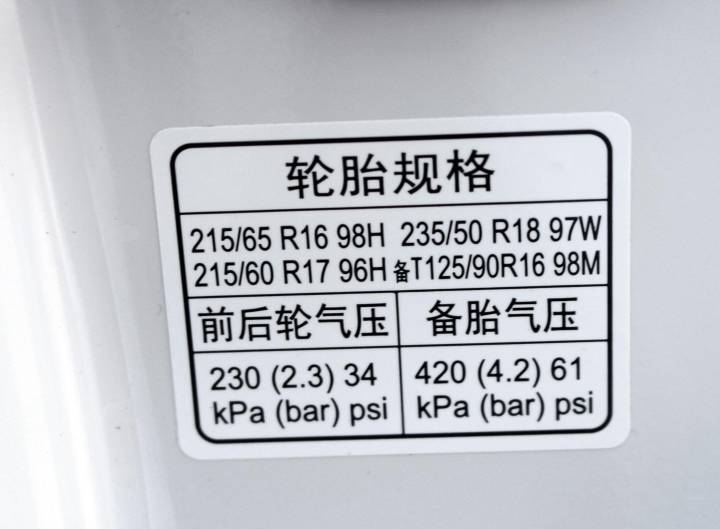 轮胎规格
215/65 R16 98H 235/50 R18 97W
215/60 R17 96H 备T125/90R16 98M
前后轮气压 备胎气压
230 (2.3) 34 420 (4.2) 61
kPa (bar) psi kPa (bar) psi